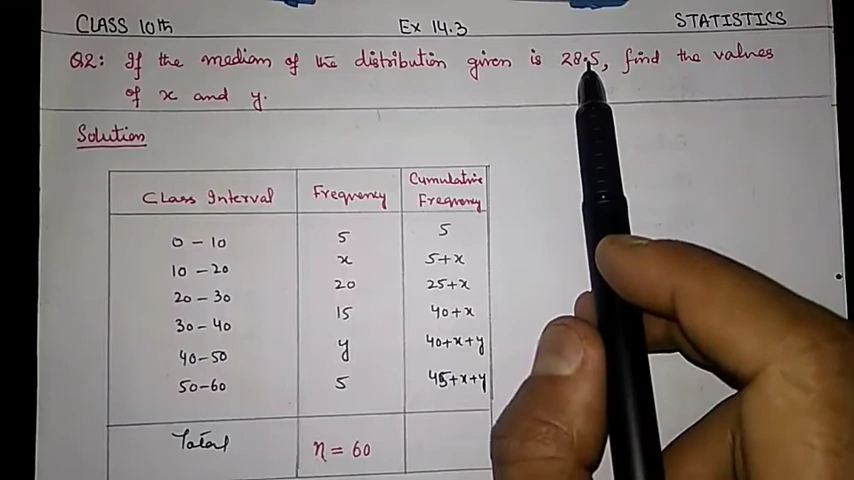 CLASS 10th Ex 14.3 STATISTICS
Q2: If the median of the distribution given is 28.5, find the values
of x and y.
Solution
Class Interval Frequency Cumulative Frequency
0 - 10 5 5
10 - 20 x 5+x
20 - 30 20 25+x
30 - 40 15 40+x
40 - 50 y 40+x+y
50 - 60 5 45+x+y
Total n = 60